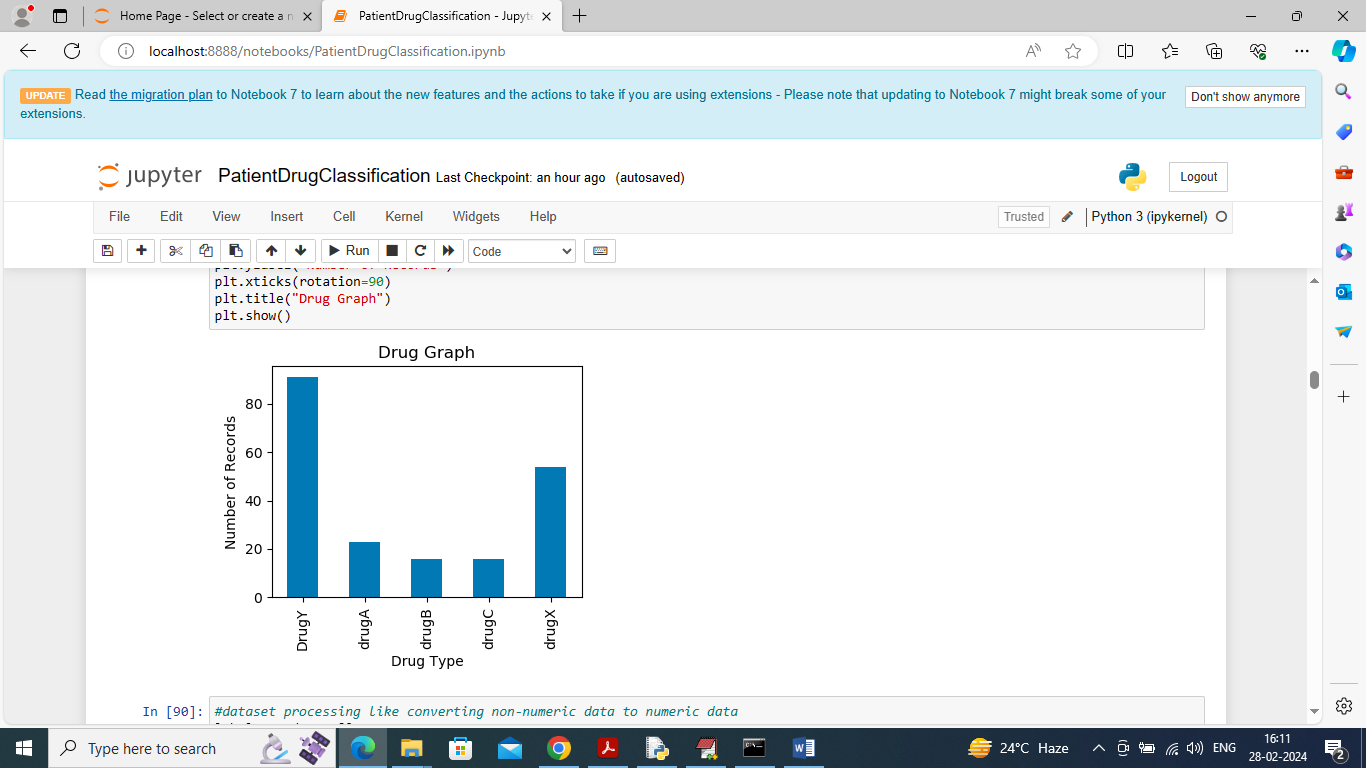 Home Page - Select or create a n
PatientDrugClassification - Jupyte
localhost:8888/notebooks/PatientDrugClassification.ipynb
UPDATE Read the migration plan to Notebook 7 to learn about the new features and the actions to take if you are using extensions - Please note that updating to Notebook 7 might break some of your
extensions.
Don't show anymore
jupyter PatientDrugClassification Last Checkpoint: an hour ago (autosaved)
Logout
File Edit View Insert Cell Kernel Widgets Help
Trusted
Python 3 (ipykernel)
Run
Code
plt.xticks(rotation=90)
plt.title("Drug Graph")
plt.show()
Drug Graph
Number of Records
80
60
40
20
0
DrugY drugA drugB drugC drugX
Drug Type
In [90]: #dataset processing like converting non-numeric data to numeric data
Type here to search
24°C Haze
ENG
16:11
28-02-2024
2